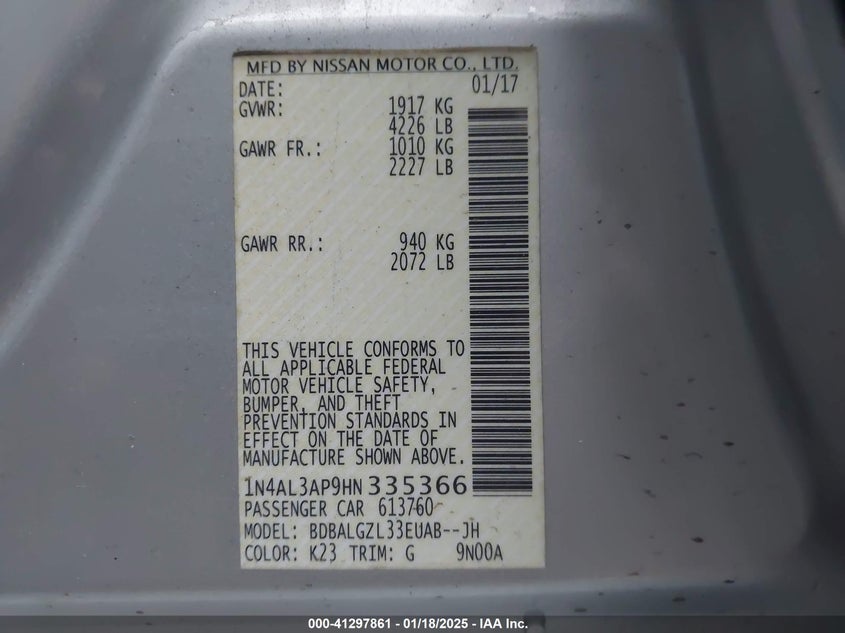 MFD BY NISSAN MOTOR CO., LTD.
DATE: 01/17
GVWR: 1917 KG
4226 LB
GAWR FR.: 1010 KG
2227 LB
GAWR RR.: 940 KG
2072 LB
THIS VEHICLE CONFORMS TO
ALL APPLICABLE FEDERAL
MOTOR VEHICLE SAFETY,
BUMPER, AND THEFT
PREVENTION STANDARDS IN
EFFECT ON THE DATE OF
MANUFACTURE SHOWN ABOVE.
1N4AL3AP9HN335366
PASSENGER CAR 613760
MODEL: BDBALGZL33EUAB--JH
COLOR: K23 TRIM: G 9N00A
000-41297861 - 01/18/2025 - IAA Inc.